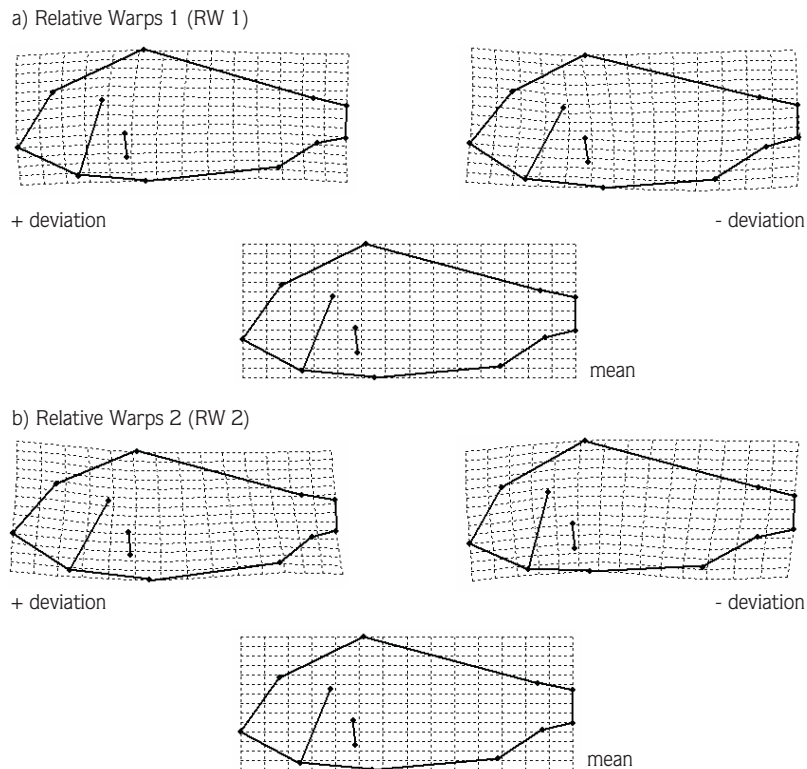 a) Relative Warps 1 (RW 1)
+ deviation
- deviation
mean
b) Relative Warps 2 (RW 2)
+ deviation
- deviation
mean